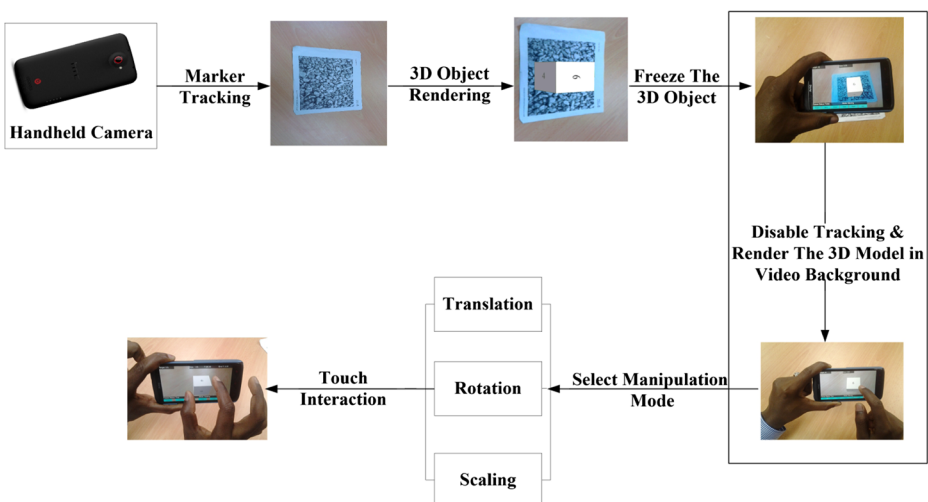 Handheld Camera
Marker
Tracking
3D Object
Rendering
6
Freeze The
3D Object
Disable Tracking &
Render The 3D Model in
Video Background
Select Manipulation
Mode
Translation
Rotation
Scaling
Touch
Interaction